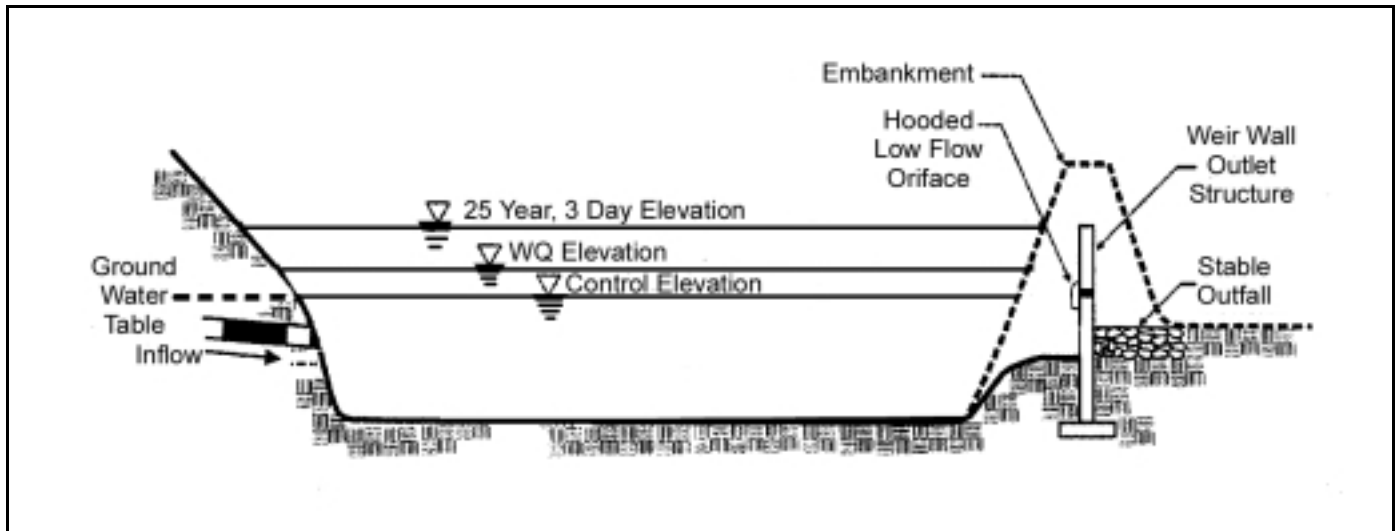 Embankment
Hooded
Low Flow
Oriface
Weir Wall
Outlet
Structure
25 Year, 3 Day Elevation
WQ Elevation
Control Elevation
Ground
Water
Table
Inflow
Stable
Outfall